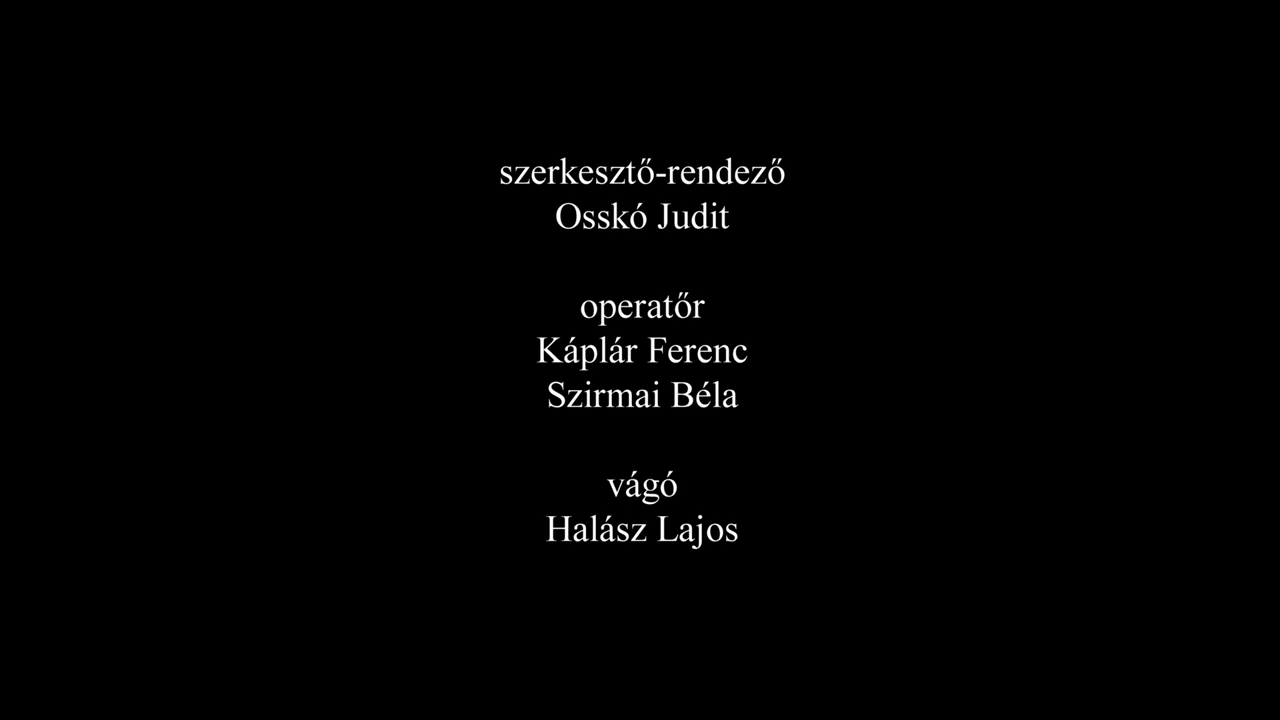 szerkesztő-rendező
Osskó Judit
operatőr
Káplár Ferenc
Szirmai Béla
vágó
Halász Lajos